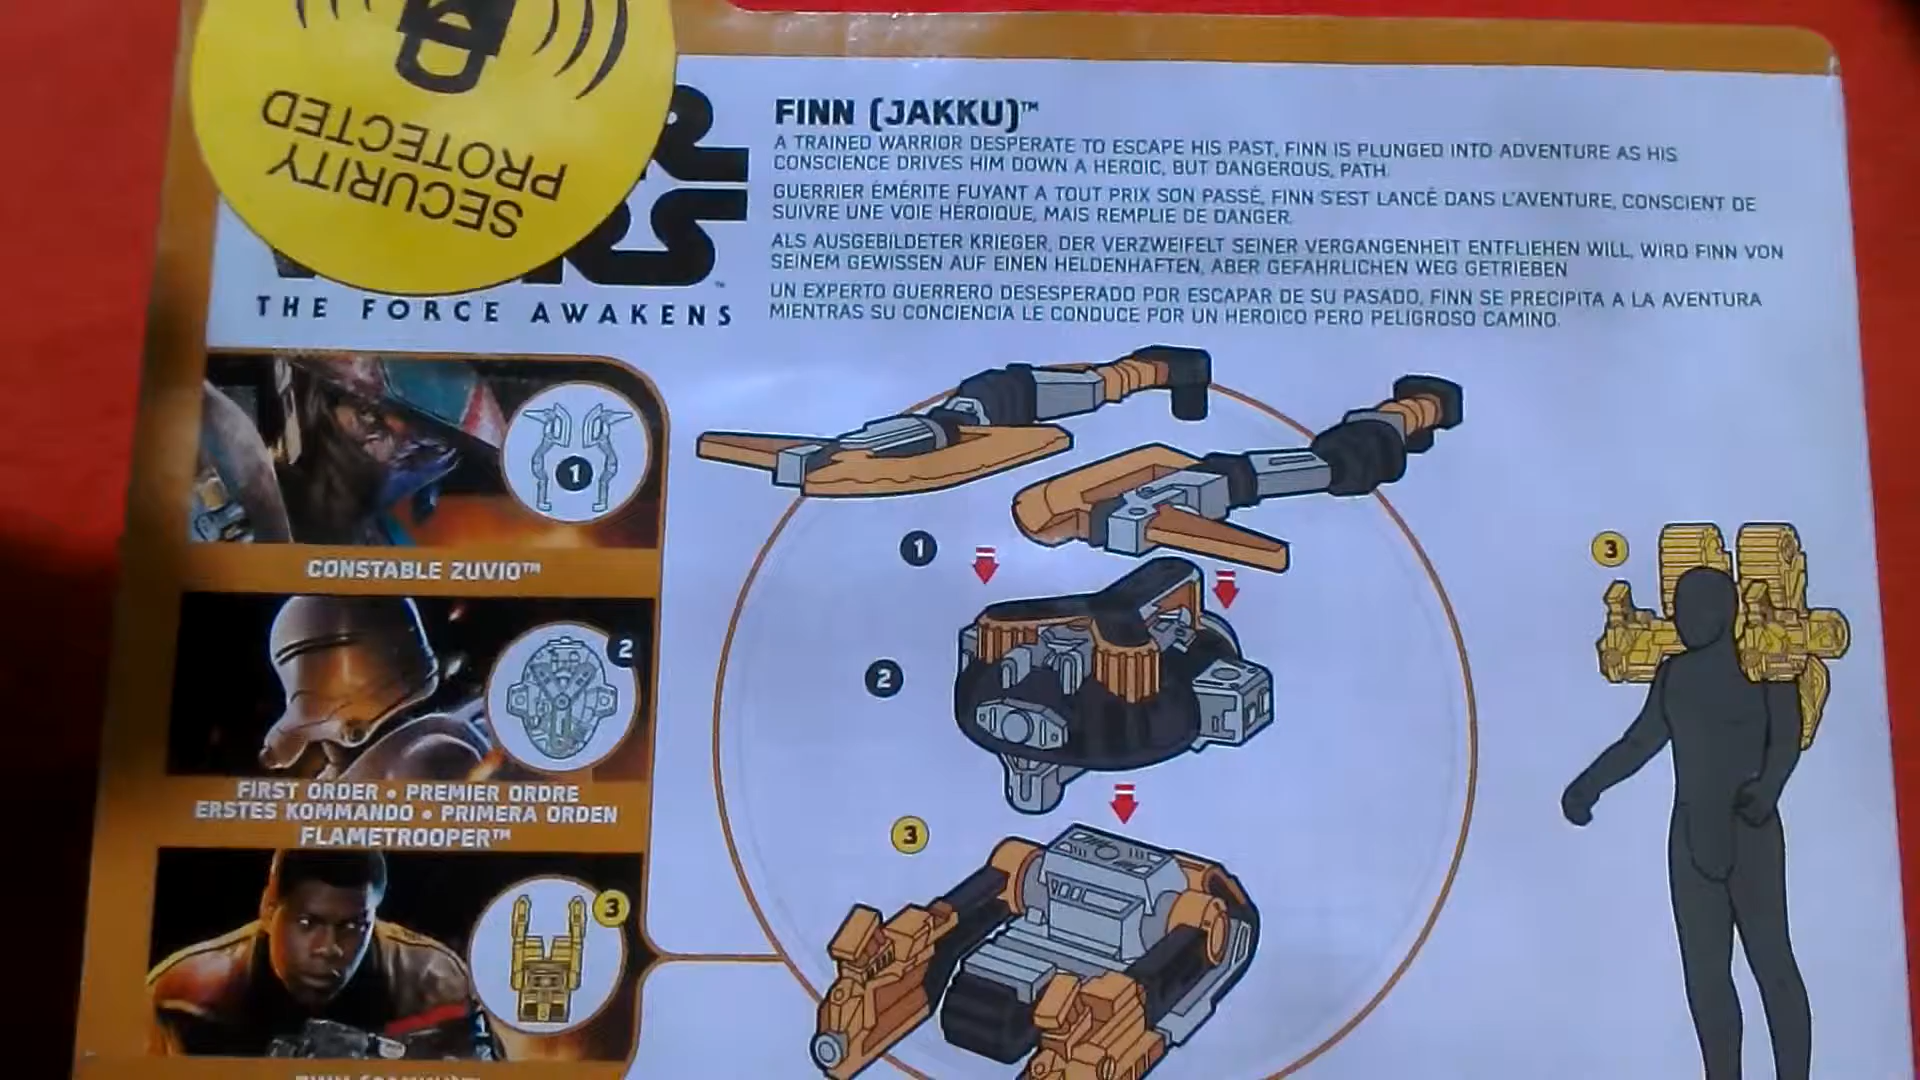 SECURITY
PROTECTED
THE FORCE AWAKENS
FINN (JAKKU)™
A TRAINED WARRIOR DESPERATE TO ESCAPE HIS PAST, FINN IS PLUNGED INTO ADVENTURE AS HIS
CONSCIENCE DRIVES HIM DOWN A HEROIC, BUT DANGEROUS, PATH.
GUERRIER ÉMÉRITE FUYANT A TOUT PRIX SON PASSÉ, FINN S'EST LANCÉ DANS L'AVENTURE, CONSCIENT DE
SUIVRE UNE VOIE HÉROIQUE, MAIS REMPLIE DE DANGER.
ALS AUSGEBILDETER KRIEGER, DER VERZWEIFELT SEINER VERGANGENHEIT ENTFLIEHEN WILL, WIRD FINN VON
SEINEM GEWISSEN AUF EINEN HELDENHAFTEN, ABER GEFÄHRLICHEN WEG GETRIEBEN
UN EXPERTO GUERRERO DESESPERADO POR ESCAPAR DE SU PASADO, FINN SE PRECIPITA A LA AVENTURA
MIENTRAS SU CONCIENCIA LE CONDUCE POR UN HEROICO PERO PELIGROSO CAMINO.
1
CONSTABLE ZUVIO™
2
FIRST ORDER • PREMIER ORDRE
ERSTES KOMMANDO • PRIMERA ORDEN
FLAMETROOPER™
3
1
2
3
3